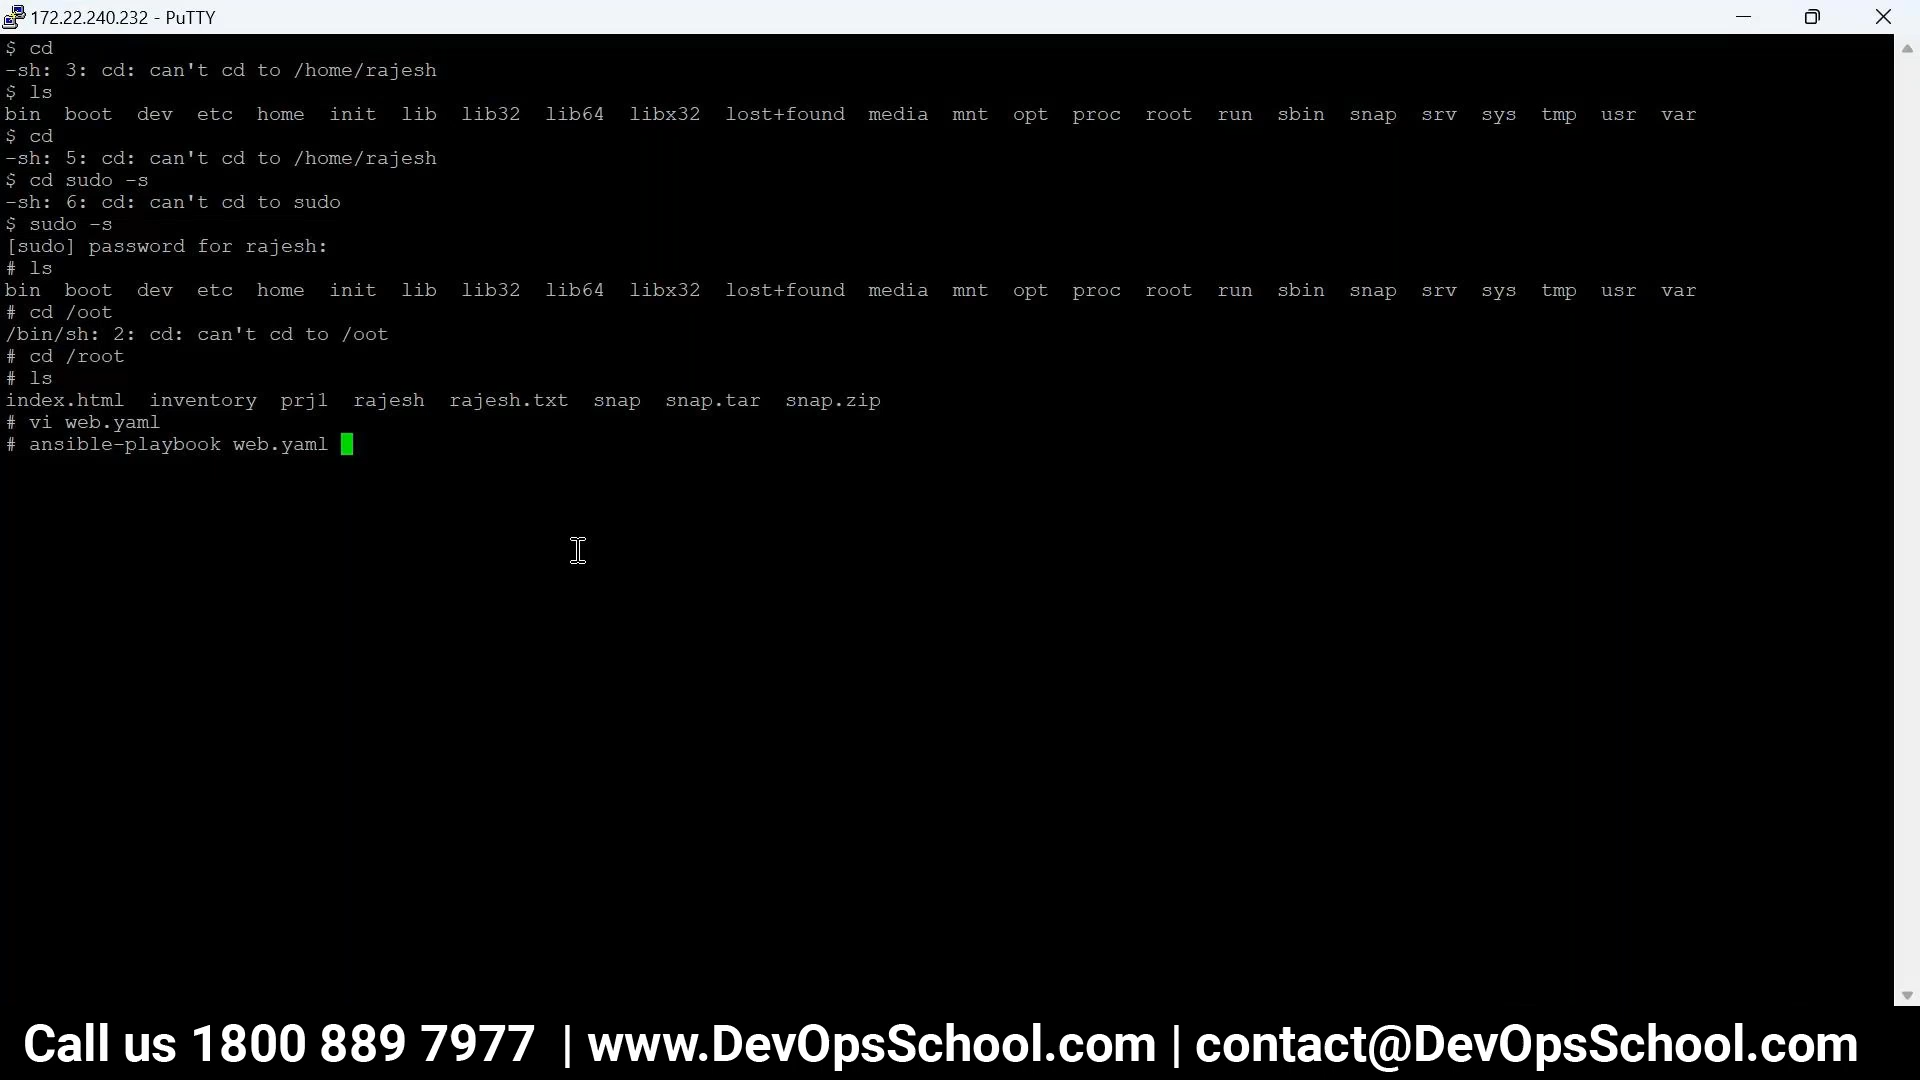 172.22.240.232 - PuTTY
$ cd
-sh: 3: cd: can't cd to /home/rajesh
$ ls
bin  boot  dev  etc  home  init  lib  lib32  lib64  libx32  lost+found  media  mnt  opt  proc  root  run  sbin  snap  srv  sys  tmp  usr  var
$ cd
-sh: 5: cd: can't cd to /home/rajesh
$ cd sudo -s
-sh: 6: cd: can't cd to sudo
$ sudo -s
[sudo] password for rajesh:
# ls
bin  boot  dev  etc  home  init  lib  lib32  lib64  libx32  lost+found  media  mnt  opt  proc  root  run  sbin  snap  srv  sys  tmp  usr  var
# cd /oot
/bin/sh: 2: cd: can't cd to /oot
# cd /root
# ls
index.html  inventory  prj1  rajesh  rajesh.txt  snap  snap.tar  snap.zip
# vi web.yaml
# ansible-playbook web.yaml
Call us 1800 889 7977 | www.DevOpsSchool.com | contact@DevOpsSchool.com